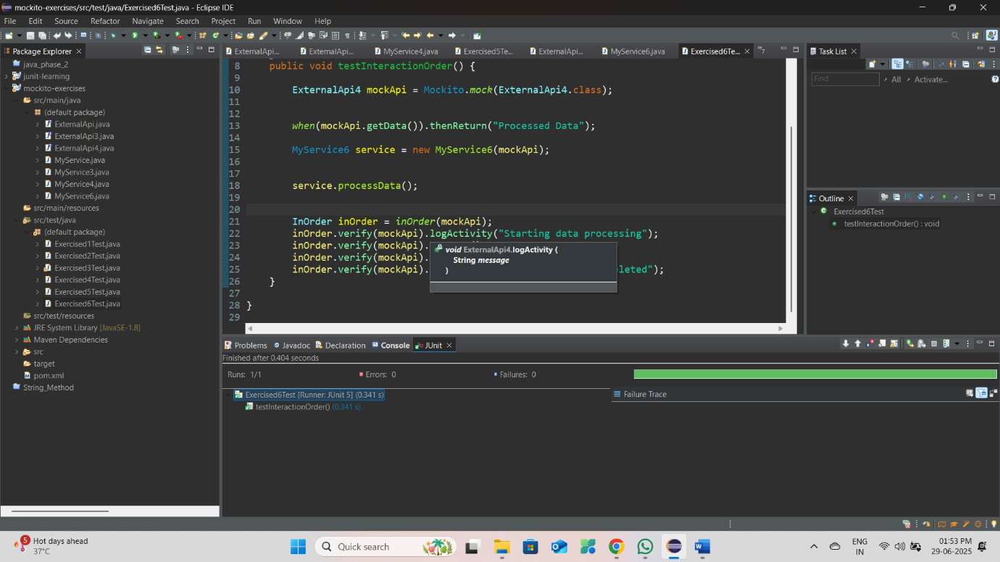 mockito-exercises/src/test/java/Exercised6Test.java - Eclipse IDE
File Edit Source Refactor Navigate Search Project Run Window Help
Package Explorer
java_phase_2
junit-learning
mockito-exercises
src/main/java
(default package)
ExternalApi.java
ExternalApi3.java
ExternalApi4.java
MyService.java
MyService3.java
MyService4.java
MyService6.java
src/main/resources
src/test/java
(default package)
Exercised1Test.java
Exercised2Test.java
Exercised3Test.java
Exercised4Test.java
Exercised5Test.java
Exercised6Test.java
src/test/resources
JRE System Library [JavaSE-1.8]
Maven Dependencies
src
target
pom.xml
String_Method
ExternalApi... ExternalApi... MyService4.java Exercised5Te... ExternalApi... MyService6.java Exercised6Te... »7
8 public void testInteractionOrder() {
9
10 ExternalApi4 mockApi = Mockito.mock(ExternalApi4.class);
11
12
13 when(mockApi.getData()).thenReturn("Processed Data");
14
15 MyService6 service = new MyService6(mockApi);
16
17
18 service.processData();
19
20
21 InOrder inOrder = inOrder(mockApi);
22 inOrder.verify(mockApi).logActivity("Starting data processing");
23 inOrder.verify(mockApi).
24 inOrder.verify(mockApi).
25 inOrder.verify(mockApi). leted");
26 }
27
28 }
29
void ExternalApi4.logActivity (
String message
)
Task List
Find All Activate...
Outline
Exercised6Test
testInteractionOrder() : void
Problems Javadoc Declaration Console JUnit
Finished after 0.404 seconds
Runs: 1/1 Errors: 0 Failures: 0
Exercised6Test [Runner: JUnit 5] (0.341 s)
testInteractionOrder() (0.341 s)
Failure Trace
5
Hot days ahead
37°C
Quick search
ENG
IN
01:53 PM
29-06-2025